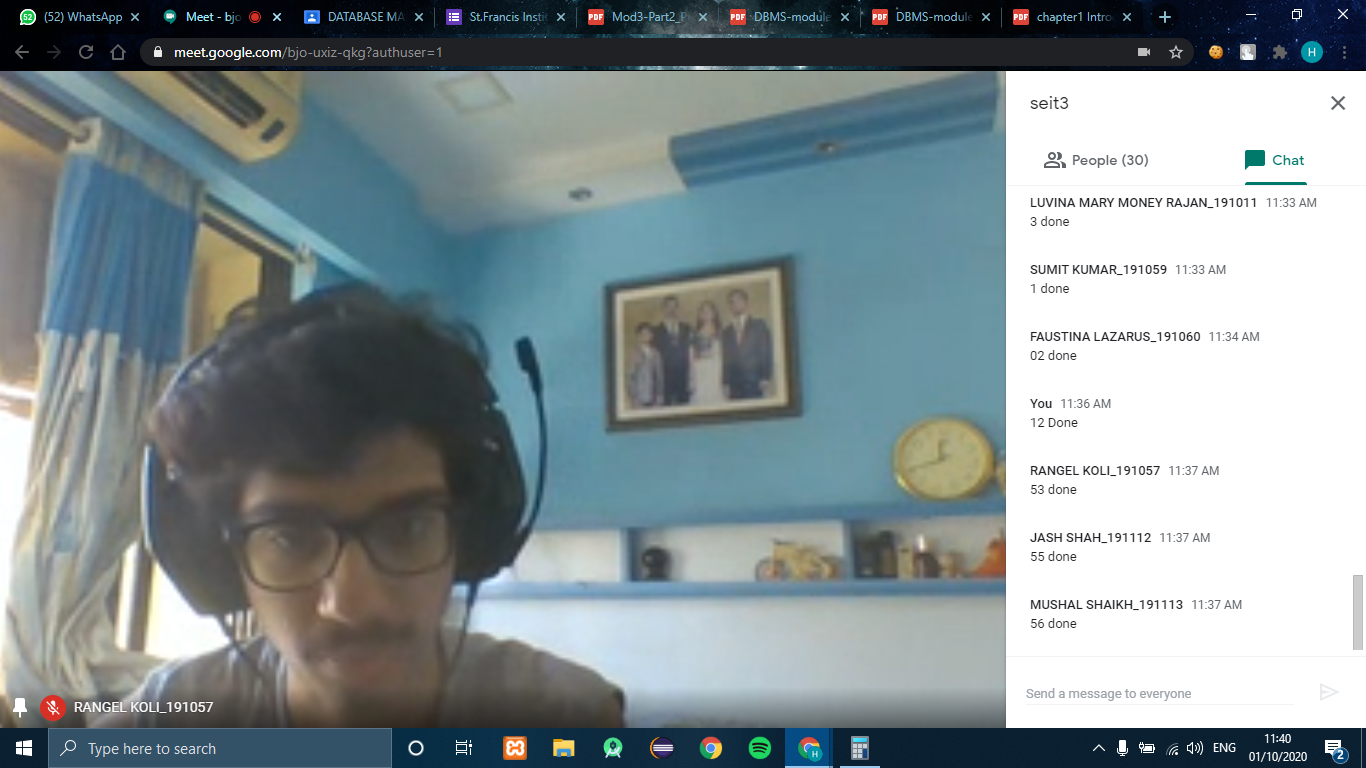 (52) WhatsApp
Meet - bjo
DATABASE MA
St.Francis Insti
Mod3-Part2_P
DBMS-module
DBMS-module
chapter1 Intro
meet.google.com/bjo-uxiz-qkg?authuser=1
H
seit3
People (30)
Chat
LUVINA MARY MONEY RAJAN_191011 11:33 AM
3 done
SUMIT KUMAR_191059 11:33 AM
1 done
FAUSTINA LAZARUS_191060 11:34 AM
02 done
You 11:36 AM
12 Done
RANGEL KOLI_191057 11:37 AM
53 done
JASH SHAH_191112 11:37 AM
55 done
MUSHAL SHAIKH_191113 11:37 AM
56 done
Send a message to everyone
RANGEL KOLI_191057
Type here to search
ENG
11:40
01/10/2020
2